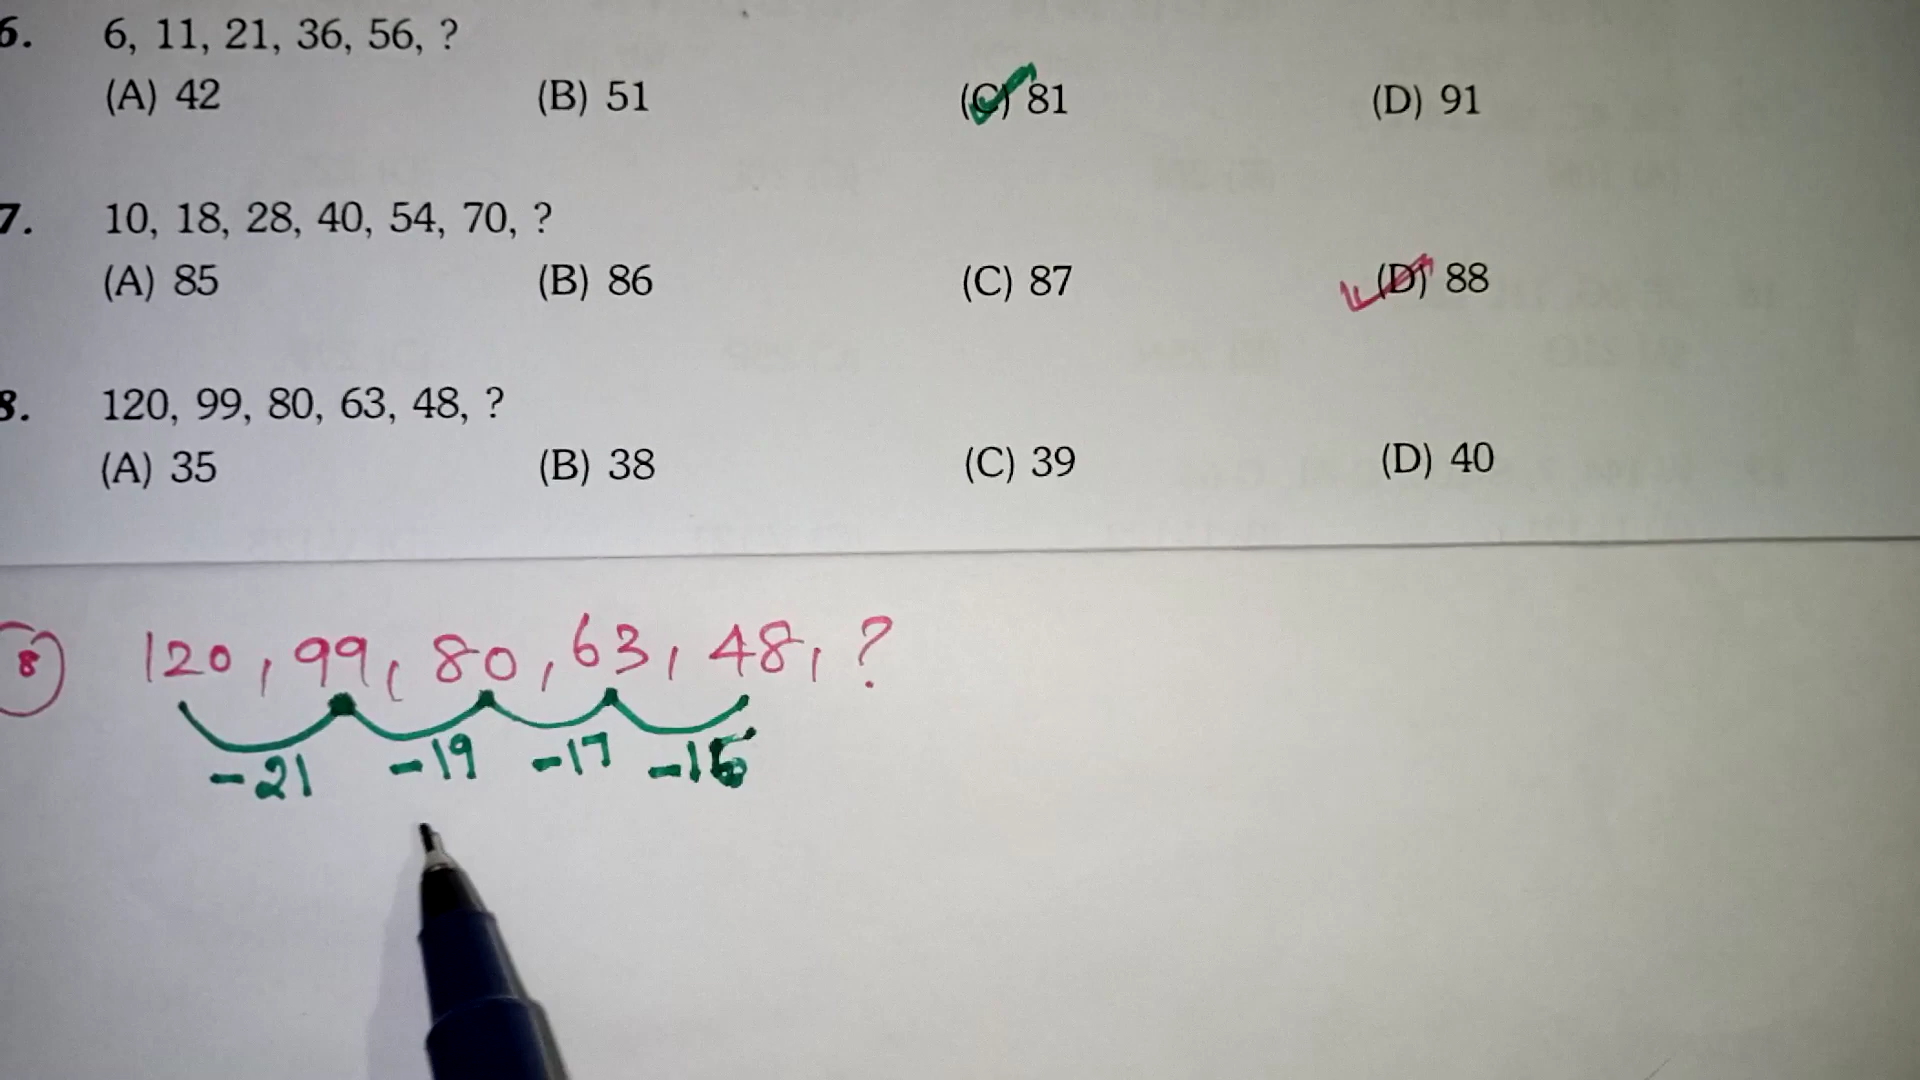 6. 6, 11, 21, 36, 56, ?
(A) 42 (B) 51 (C) 81 (D) 91
7. 10, 18, 28, 40, 54, 70, ?
(A) 85 (B) 86 (C) 87 (D) 88
8. 120, 99, 80, 63, 48, ?
(A) 35 (B) 38 (C) 39 (D) 40
8 120, 99, 80, 63, 48, ?
-21 -19 -17 -15